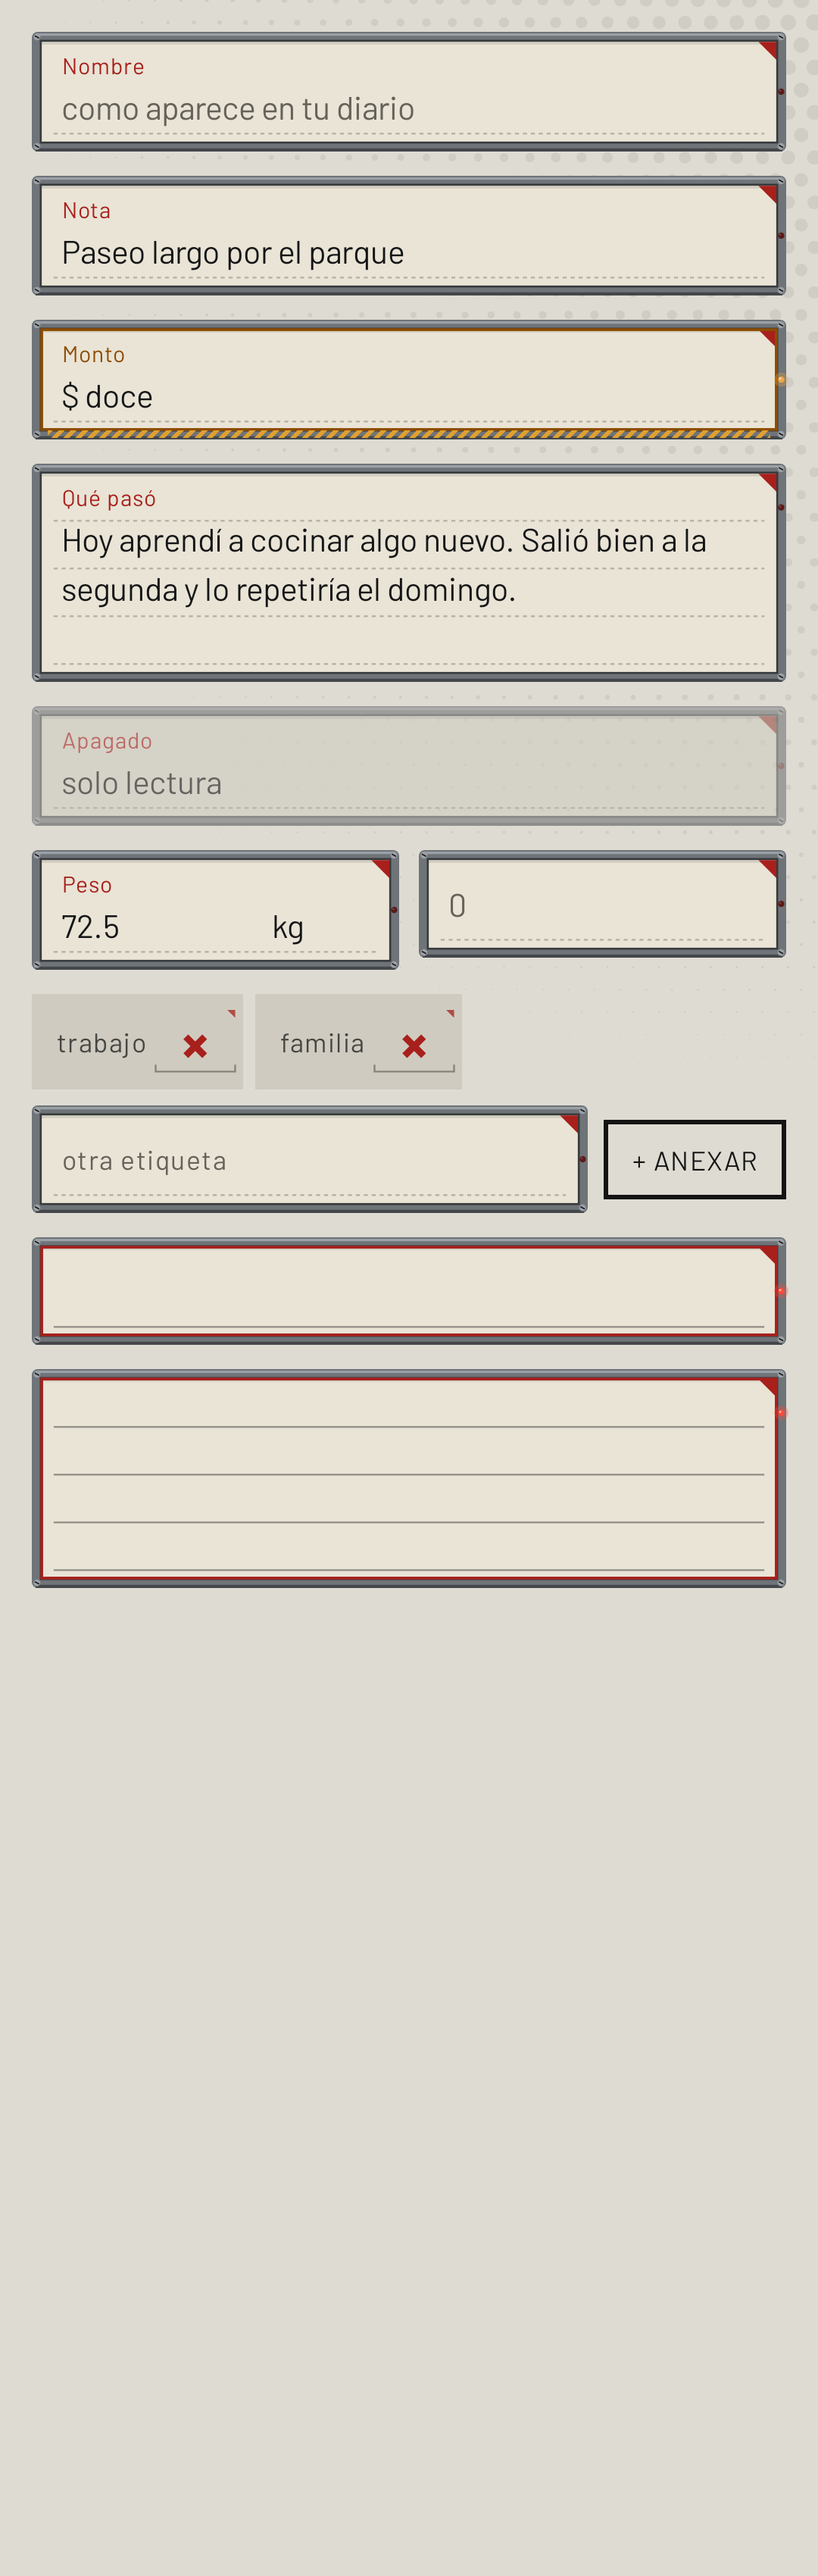 Nombre
como aparece en tu diario
Nota
Paseo largo por el parque
Monto
$ doce
Qué pasó
Hoy aprendí a cocinar algo nuevo. Salió bien a la
segunda y lo repetiría el domingo.
Apagado
solo lectura
Peso
72.5 kg
0
trabajo
familia
otra etiqueta
+ ANEXAR